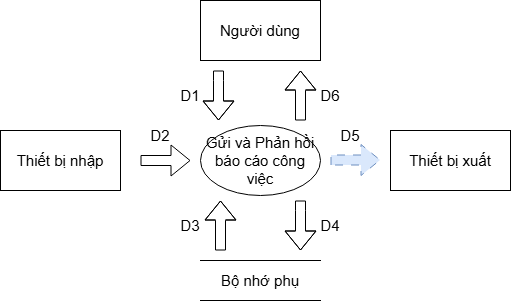 Người dùng
D1
D6
D2
D5
Thiết bị nhập
Gửi và Phản hồi
báo cáo công
việc
Thiết bị xuất
D3
D4
Bộ nhớ phụ